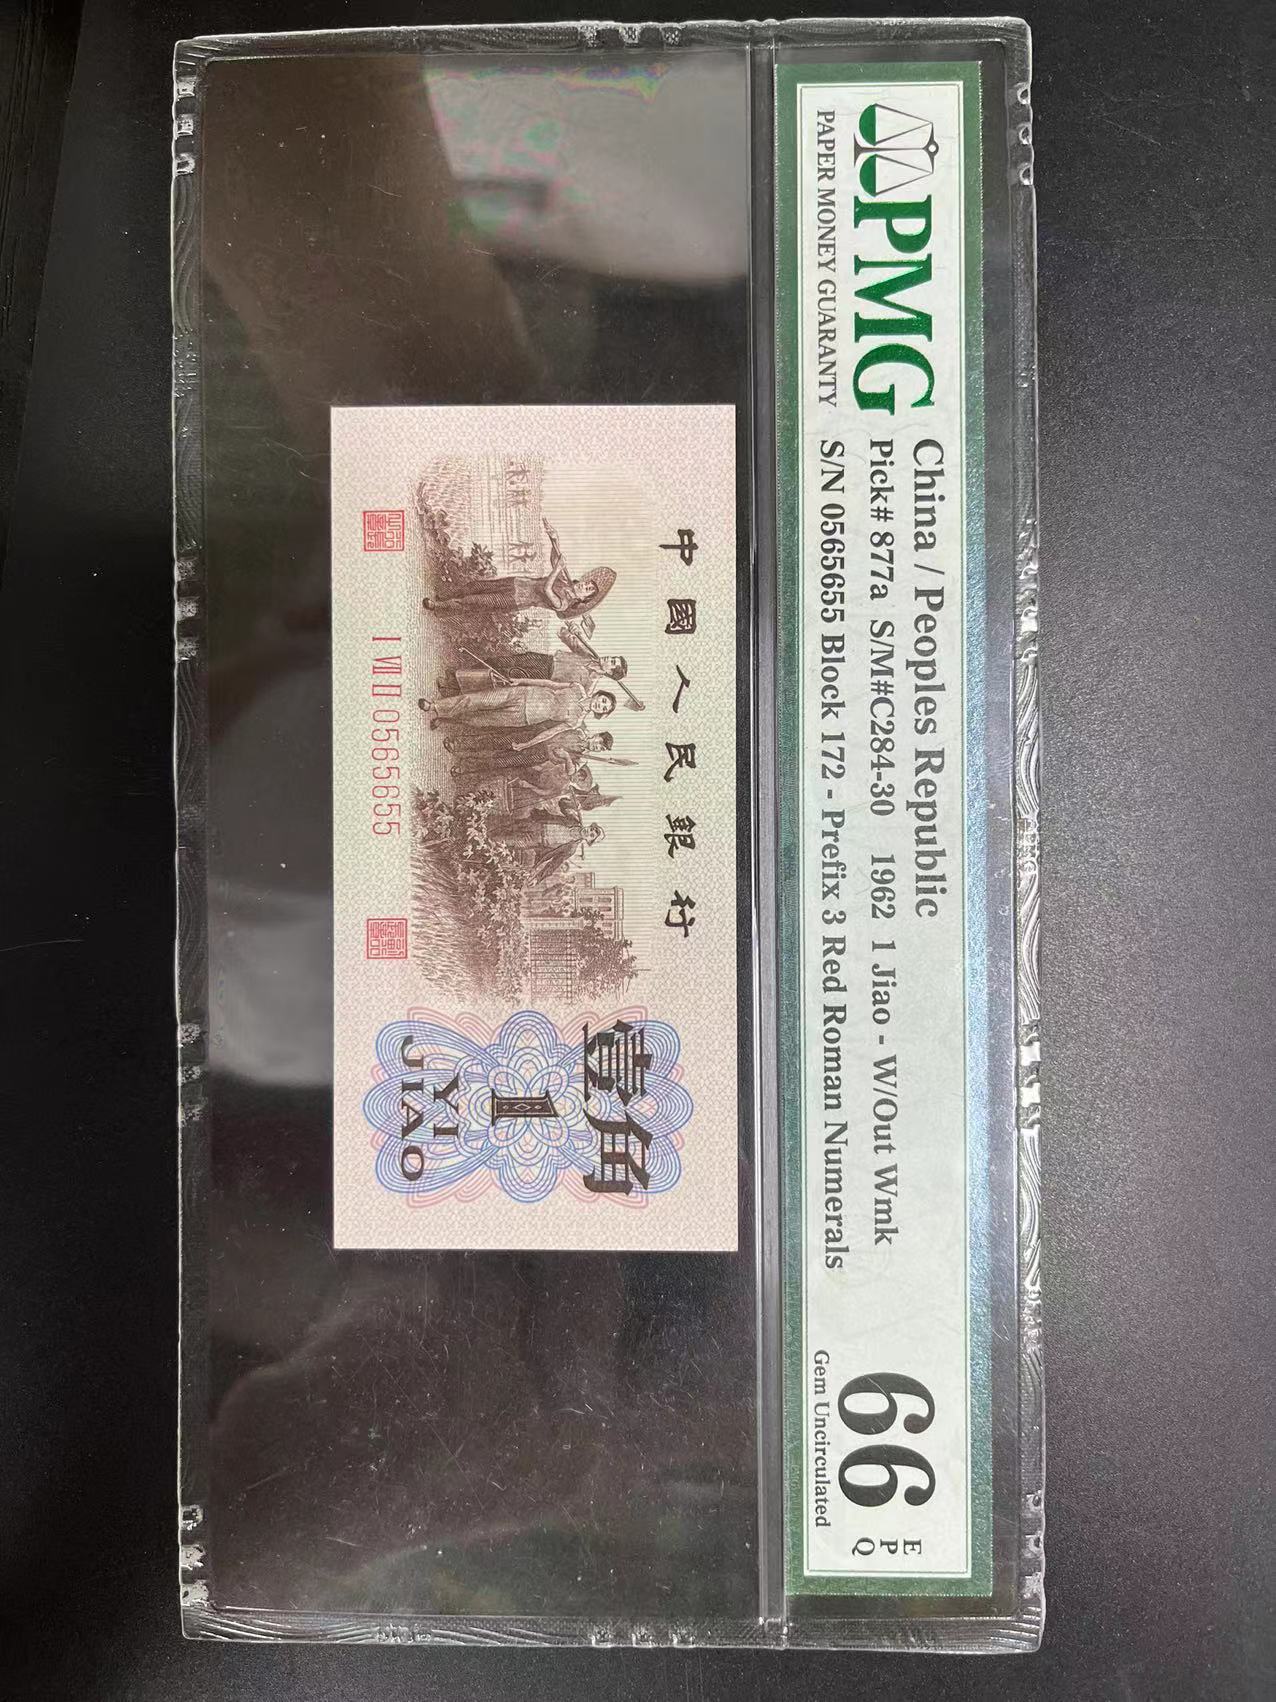 PMG
PAPER MONEY GUARANTY
China / Peoples Republic
Pick# 877a S/M#C284-30 1962 1 Jiao - W/Out Wmk
S/N 0565655 Block 172 - Prefix 3 Red Roman Numerals
66
EPQ
Gem Uncirculated
中國人民銀行
壹角
1
YI
JIAO
I VII II 0565655